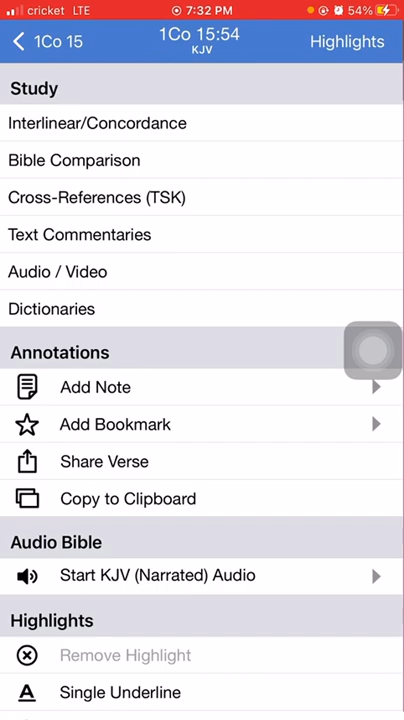 cricket LTE 7:32 PM 54%
1Co 15 1Co 15:54 Highlights
KJV
Study
Interlinear/Concordance
Bible Comparison
Cross-References (TSK)
Text Commentaries
Audio / Video
Dictionaries
Annotations
Add Note
Add Bookmark
Share Verse
Copy to Clipboard
Audio Bible
Start KJV (Narrated) Audio
Highlights
Remove Highlight
A Single Underline